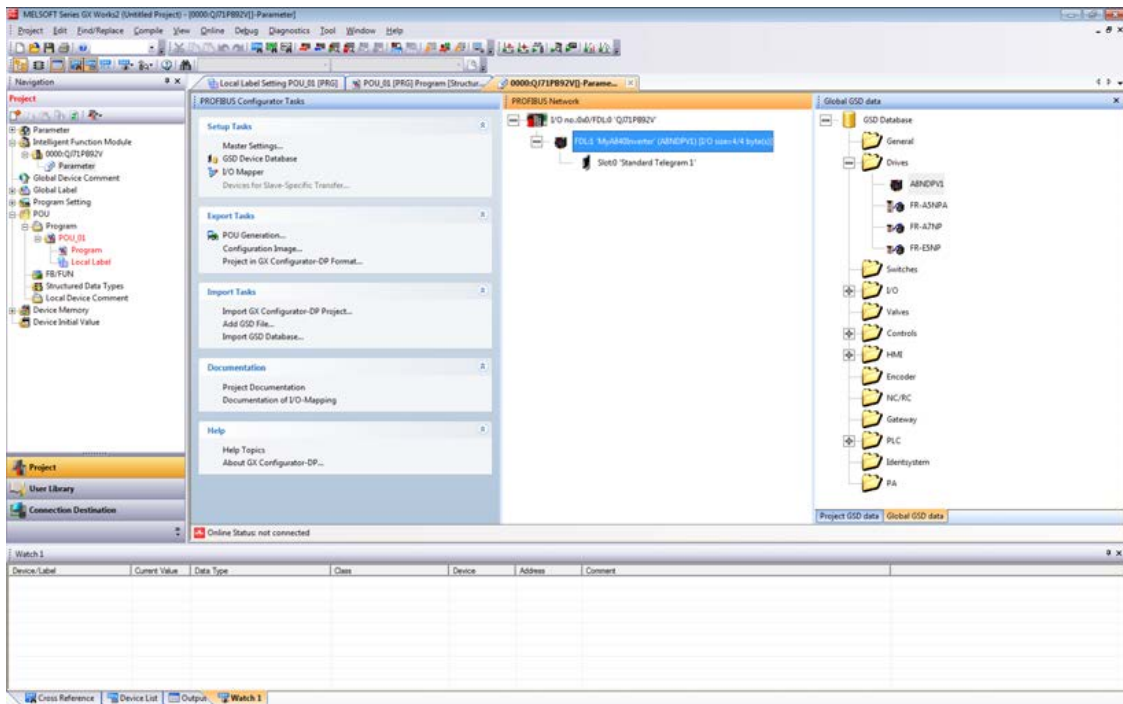 MELSOFT Series GX Works2 (Untitled Project) - [0000:QJ71PB92V[]-Parameter]
Project Edit Find/Replace Compile View Online Debug Diagnostics Tool Window Help
Navigation
Project
Parameter
Intelligent Function Module
0000:QJ71PB92V
Parameter
Global Device Comment
Global Label
Program Setting
POU
Program
POU_01
Program
Local Label
FB/FUN
Structured Data Types
Local Device Comment
Device Memory
Device Initial Value
Project
User Library
Connection Destination
Local Label Setting POU_01 [PRG]
POU_01 [PRG] Program [Structur...
0000:QJ71PB92V[]-Parame...
PROFIBUS Configurator Tasks
Setup Tasks
Master Settings...
GSD Device Database
I/O Mapper
Devices for Slave-Specific Transfer...
Export Tasks
POU Generation...
Configuration Image...
Project in GX Configurator-DP Format...
Import Tasks
Import GX Configurator-DP Project...
Add GSD File...
Import GSD Database...
Documentation
Project Documentation
Documentation of I/O-Mapping
Help
Help Topics
About GX Configurator-DP...
PROFIBUS Network
I/O no.:0x0/FDL:0 'QJ71PB92V'
FDL:1 'MyA840Inverter' (A8NDPV1) [I/O size=4/4 byte(s)]
Slot:0 'Standard Telegram 1'
Global GSD data
GSD Database
General
Drives
A8NDPV1
FR-A5NPA
FR-A7NP
FR-E5NP
Switches
I/O
Valves
Controls
HMI
Encoder
NC/RC
Gateway
PLC
Identsystem
PA
Project GSD data
Global GSD data
Online Status: not connected
Watch 1
Device/Label Current Value Data Type Class Device Address Comment
Cross Reference
Device List
Output
Watch 1